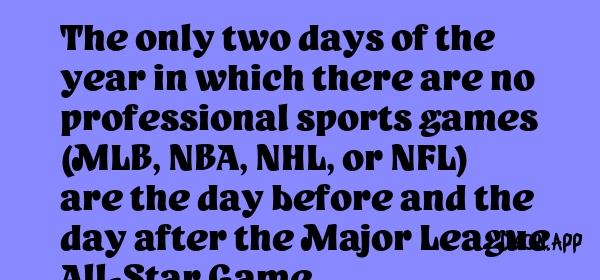 The only two days of the
year in which there are no
professional sports games
(MLB, NBA, NHL, or NFL)
are the day before and the
day after the Major League
All-Star Game